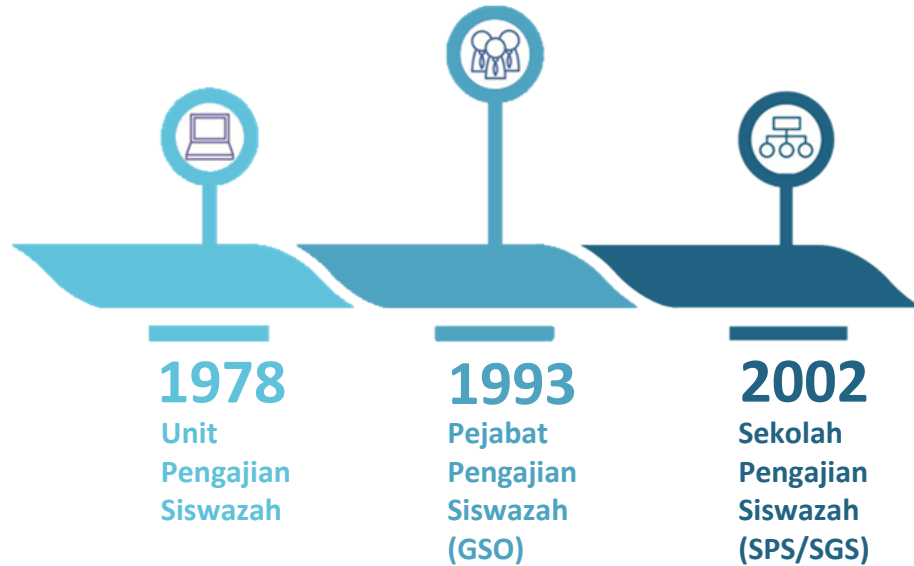 1978
Unit
Pengajian
Siswazah
1993
Pejabat
Pengajian
Siswazah
(GSO)
2002
Sekolah
Pengajian
Siswazah
(SPS/SGS)